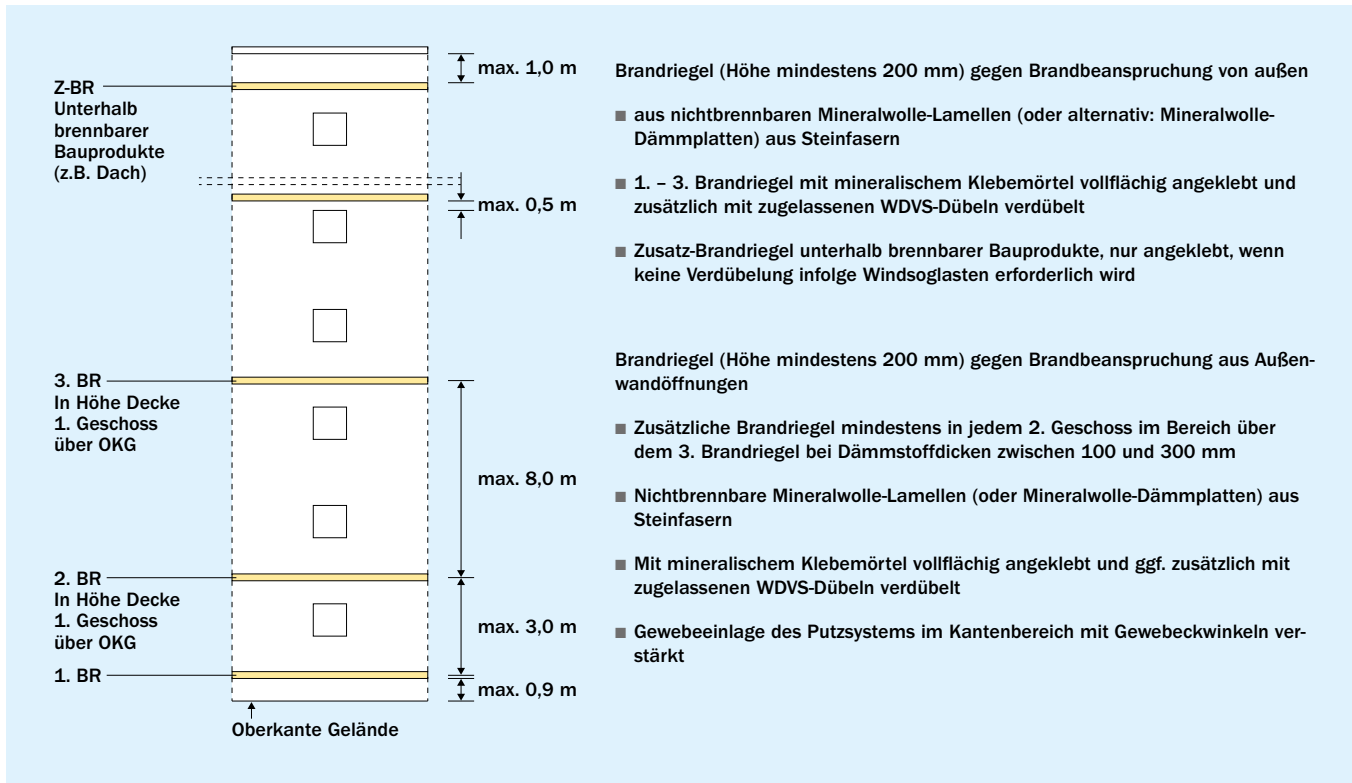 Z-BR
Unterhalb
brennbarer
Bauprodukte
(z.B. Dach)
3. BR
In Höhe Decke
1. Geschoss
über OKG
2. BR
In Höhe Decke
1. Geschoss
über OKG
1. BR
Oberkante Gelände
max. 1,0 m
max. 0,5 m
max. 8,0 m
max. 3,0 m
max. 0,9 m
Brandriegel (Höhe mindestens 200 mm) gegen Brandbeanspruchung von außen
■ aus nichtbrennbaren Mineralwolle-Lamellen (oder alternativ: Mineralwolle-
Dämmplatten) aus Steinfasern
■ 1. – 3. Brandriegel mit mineralischem Klebemörtel vollflächig angeklebt und
zusätzlich mit zugelassenen WDVS-Dübeln verdübelt
■ Zusatz-Brandriegel unterhalb brennbarer Bauprodukte, nur angeklebt, wenn
keine Verdübelung infolge Windsoglasten erforderlich wird
Brandriegel (Höhe mindestens 200 mm) gegen Brandbeanspruchung aus Außen-
wandöffnungen
■ Zusätzliche Brandriegel mindestens in jedem 2. Geschoss im Bereich über
dem 3. Brandriegel bei Dämmstoffdicken zwischen 100 und 300 mm
■ Nichtbrennbare Mineralwolle-Lamellen (oder Mineralwolle-Dämmplatten) aus
Steinfasern
■ Mit mineralischem Klebemörtel vollflächig angeklebt und ggf. zusätzlich mit
zugelassenen WDVS-Dübeln verdübelt
■ Gewebeeinlage des Putzsystems im Kantenbereich mit Gewebeckwinkeln ver-
stärkt